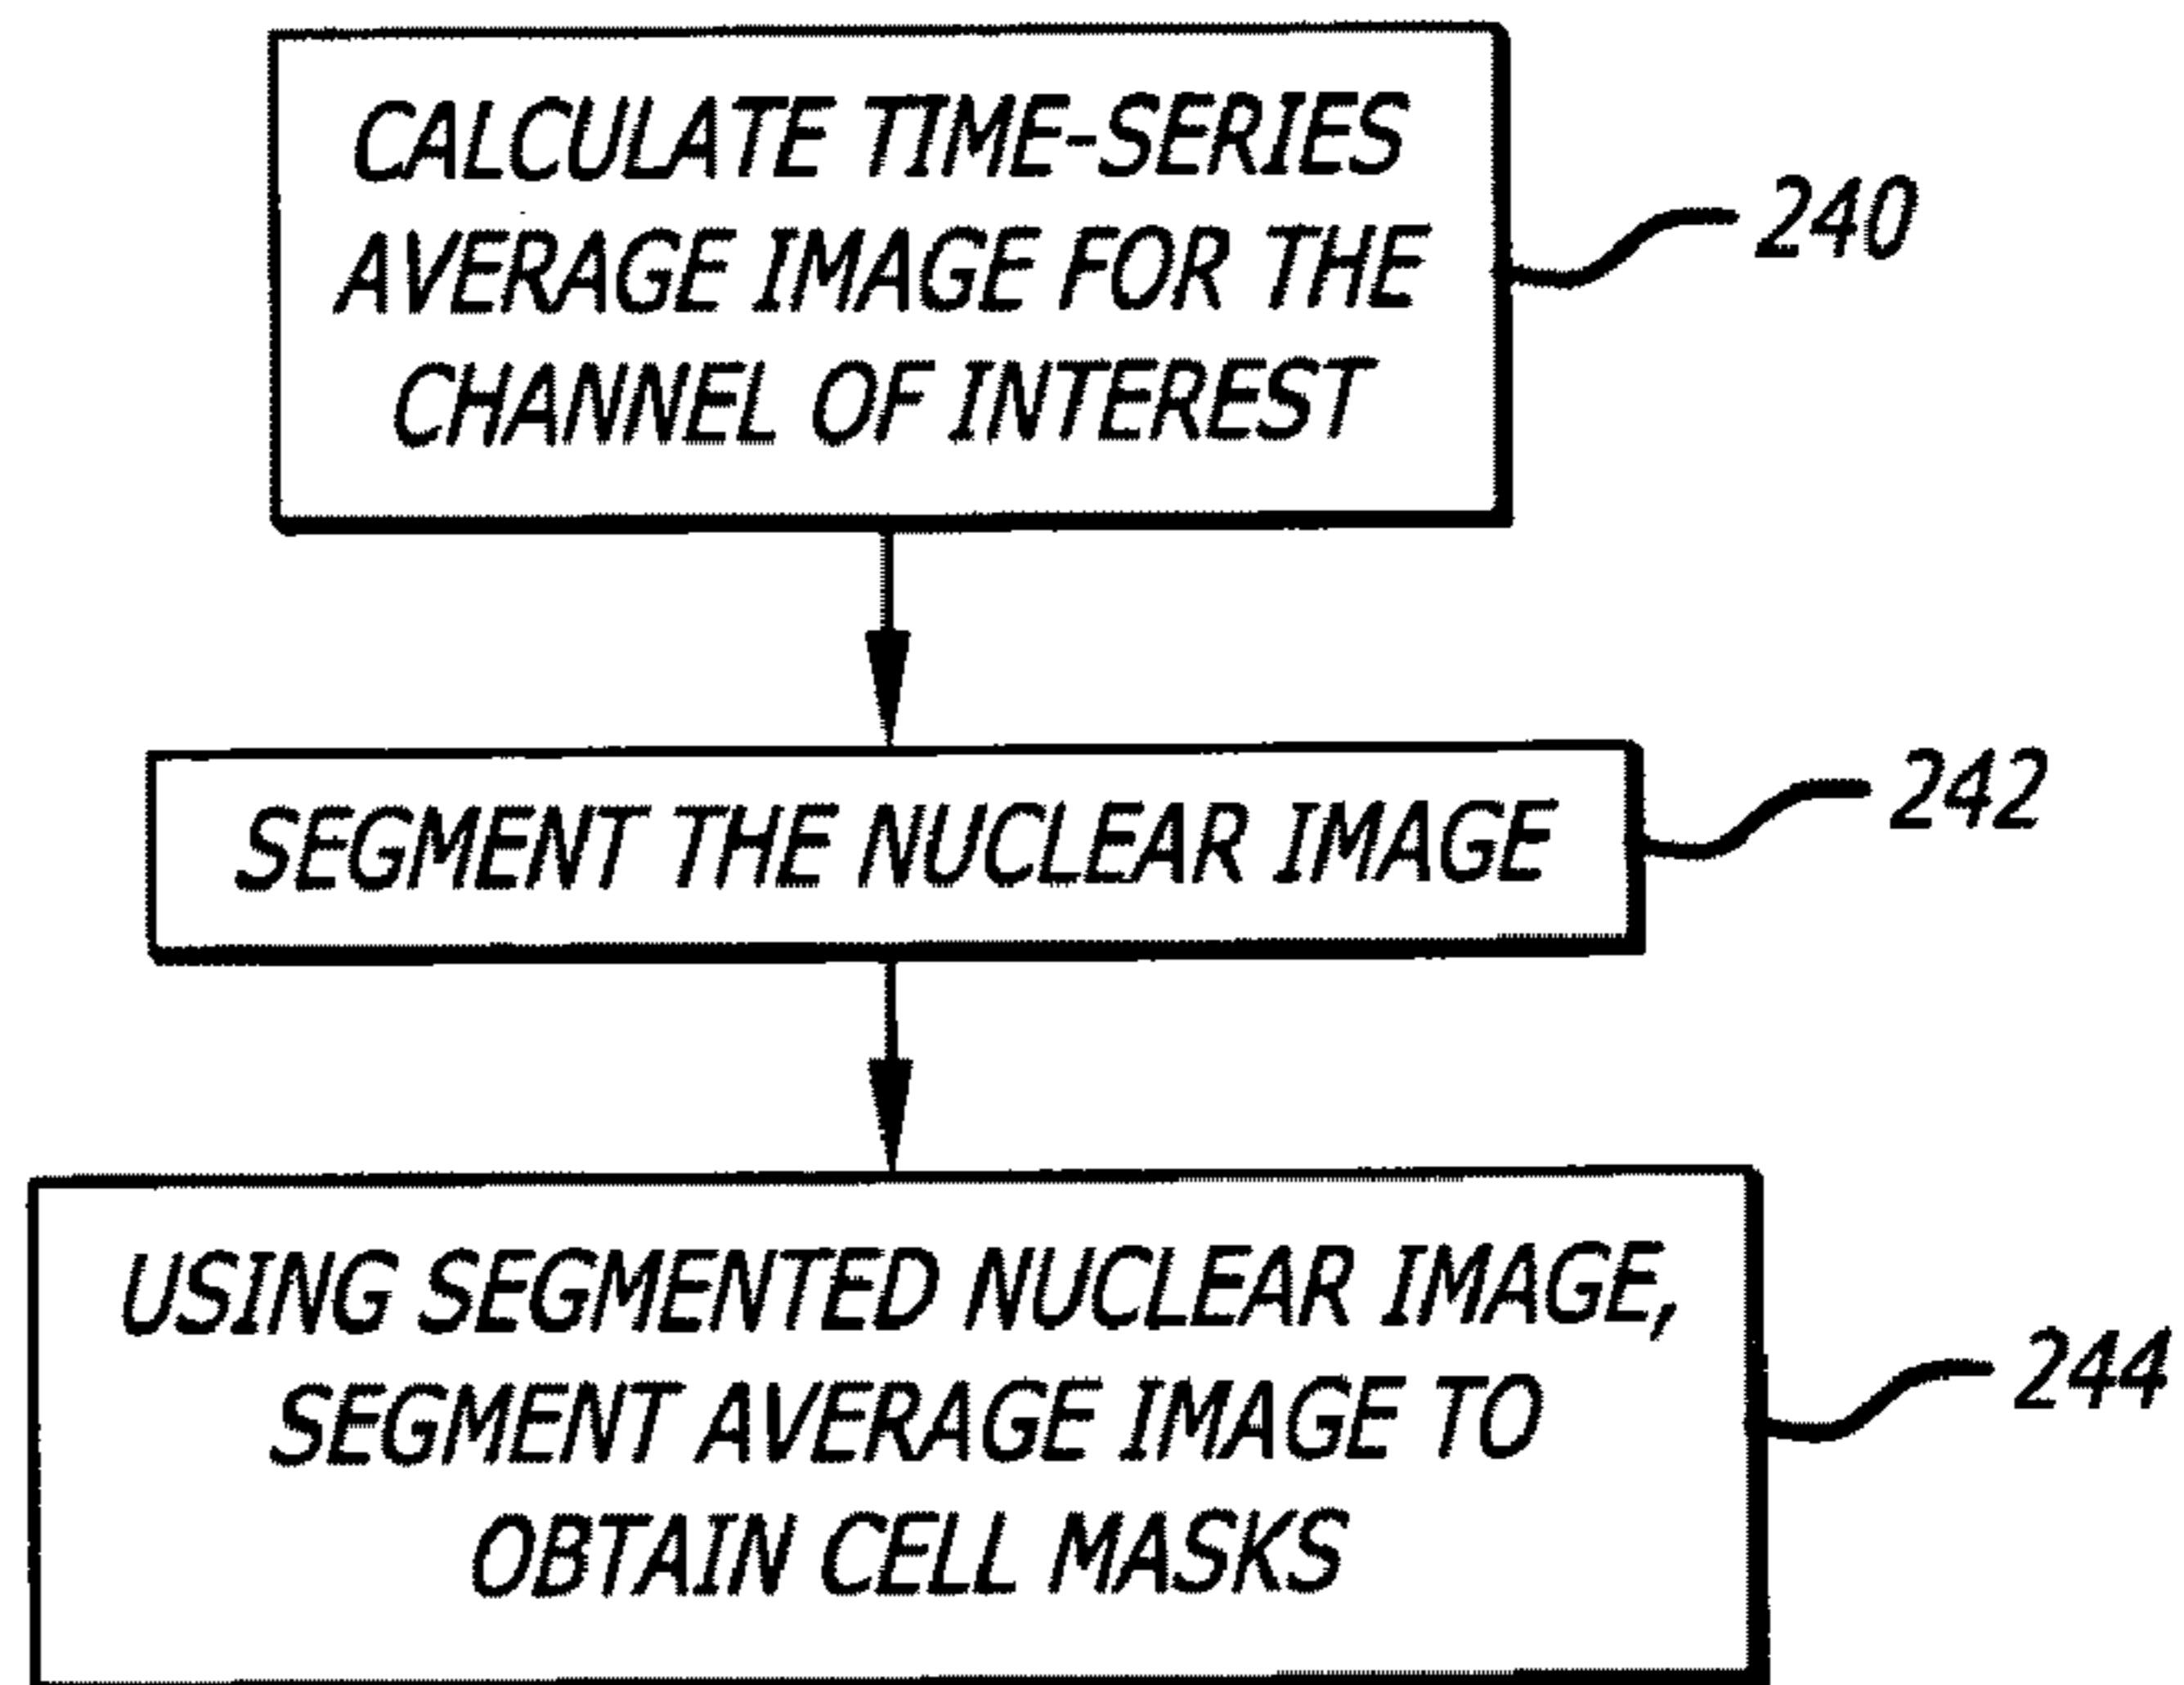 CALCULATE TIME-SERIES
AVERAGE IMAGE FOR THE
CHANNEL OF INTEREST
240
SEGMENT THE NUCLEAR IMAGE
242
USING SEGMENTED NUCLEAR IMAGE,
SEGMENT AVERAGE IMAGE TO
OBTAIN CELL MASKS
244